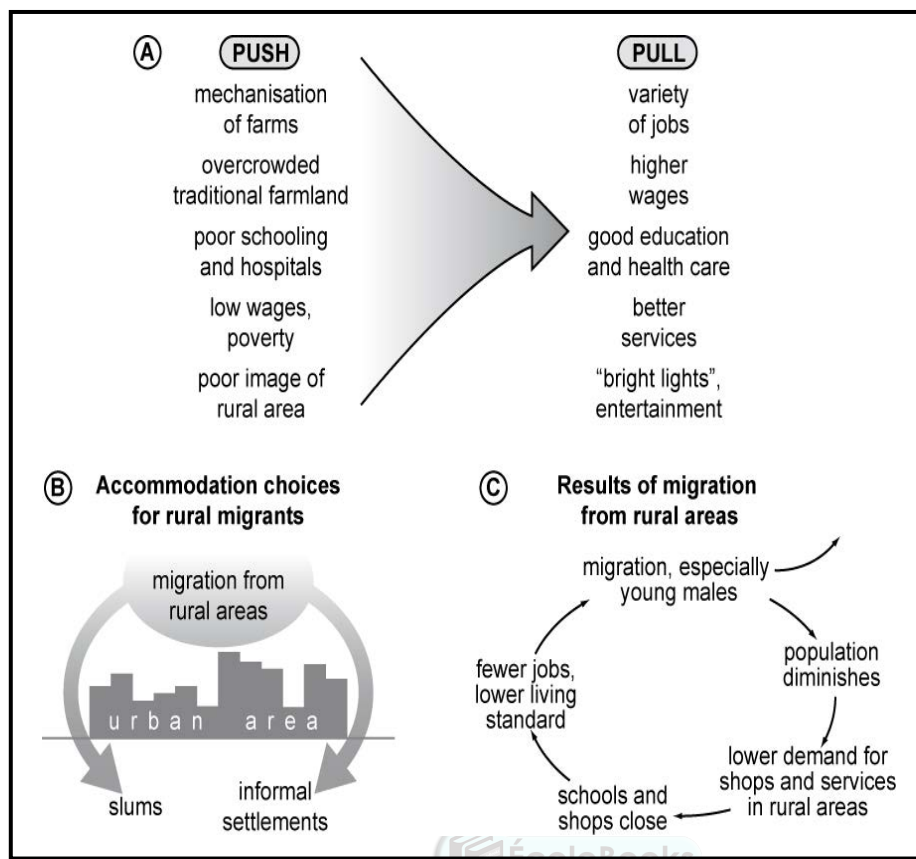 A
PUSH
mechanisation
of farms
overcrowded
traditional farmland
poor schooling
and hospitals
low wages,
poverty
poor image of
rural area
PULL
variety
of jobs
higher
wages
good education
and health care
better
services
“bright lights”,
entertainment
B
Accommodation choices
for rural migrants
migration from
rural areas
urban area
slums
informal
settlements
C
Results of migration
from rural areas
migration, especially
young males
population
diminishes
lower demand for
shops and services
in rural areas
schools and
shops close
fewer jobs,
lower living
standard
ÉcoleBooks